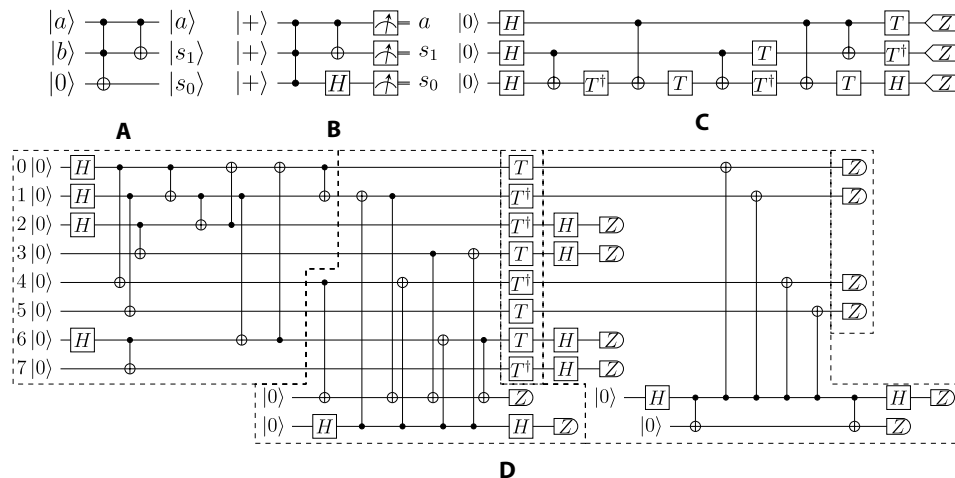 |a⟩ |a⟩ |+⟩ a |0⟩ H T Z
|b⟩ |s₁⟩ |+⟩ s₁ |0⟩ H T T† Z
|0⟩ |s₀⟩ |+⟩ H s₀ |0⟩ H T† T T† T H Z
A B C
0 |0⟩ H T Z
1 |0⟩ H T† Z
2 |0⟩ H T† H Z
3 |0⟩ T H Z
4 |0⟩ T† Z
5 |0⟩ T Z
6 |0⟩ H T H Z
7 |0⟩ T† H Z
|0⟩ Z |0⟩ H H Z
|0⟩ H H Z |0⟩ Z
D